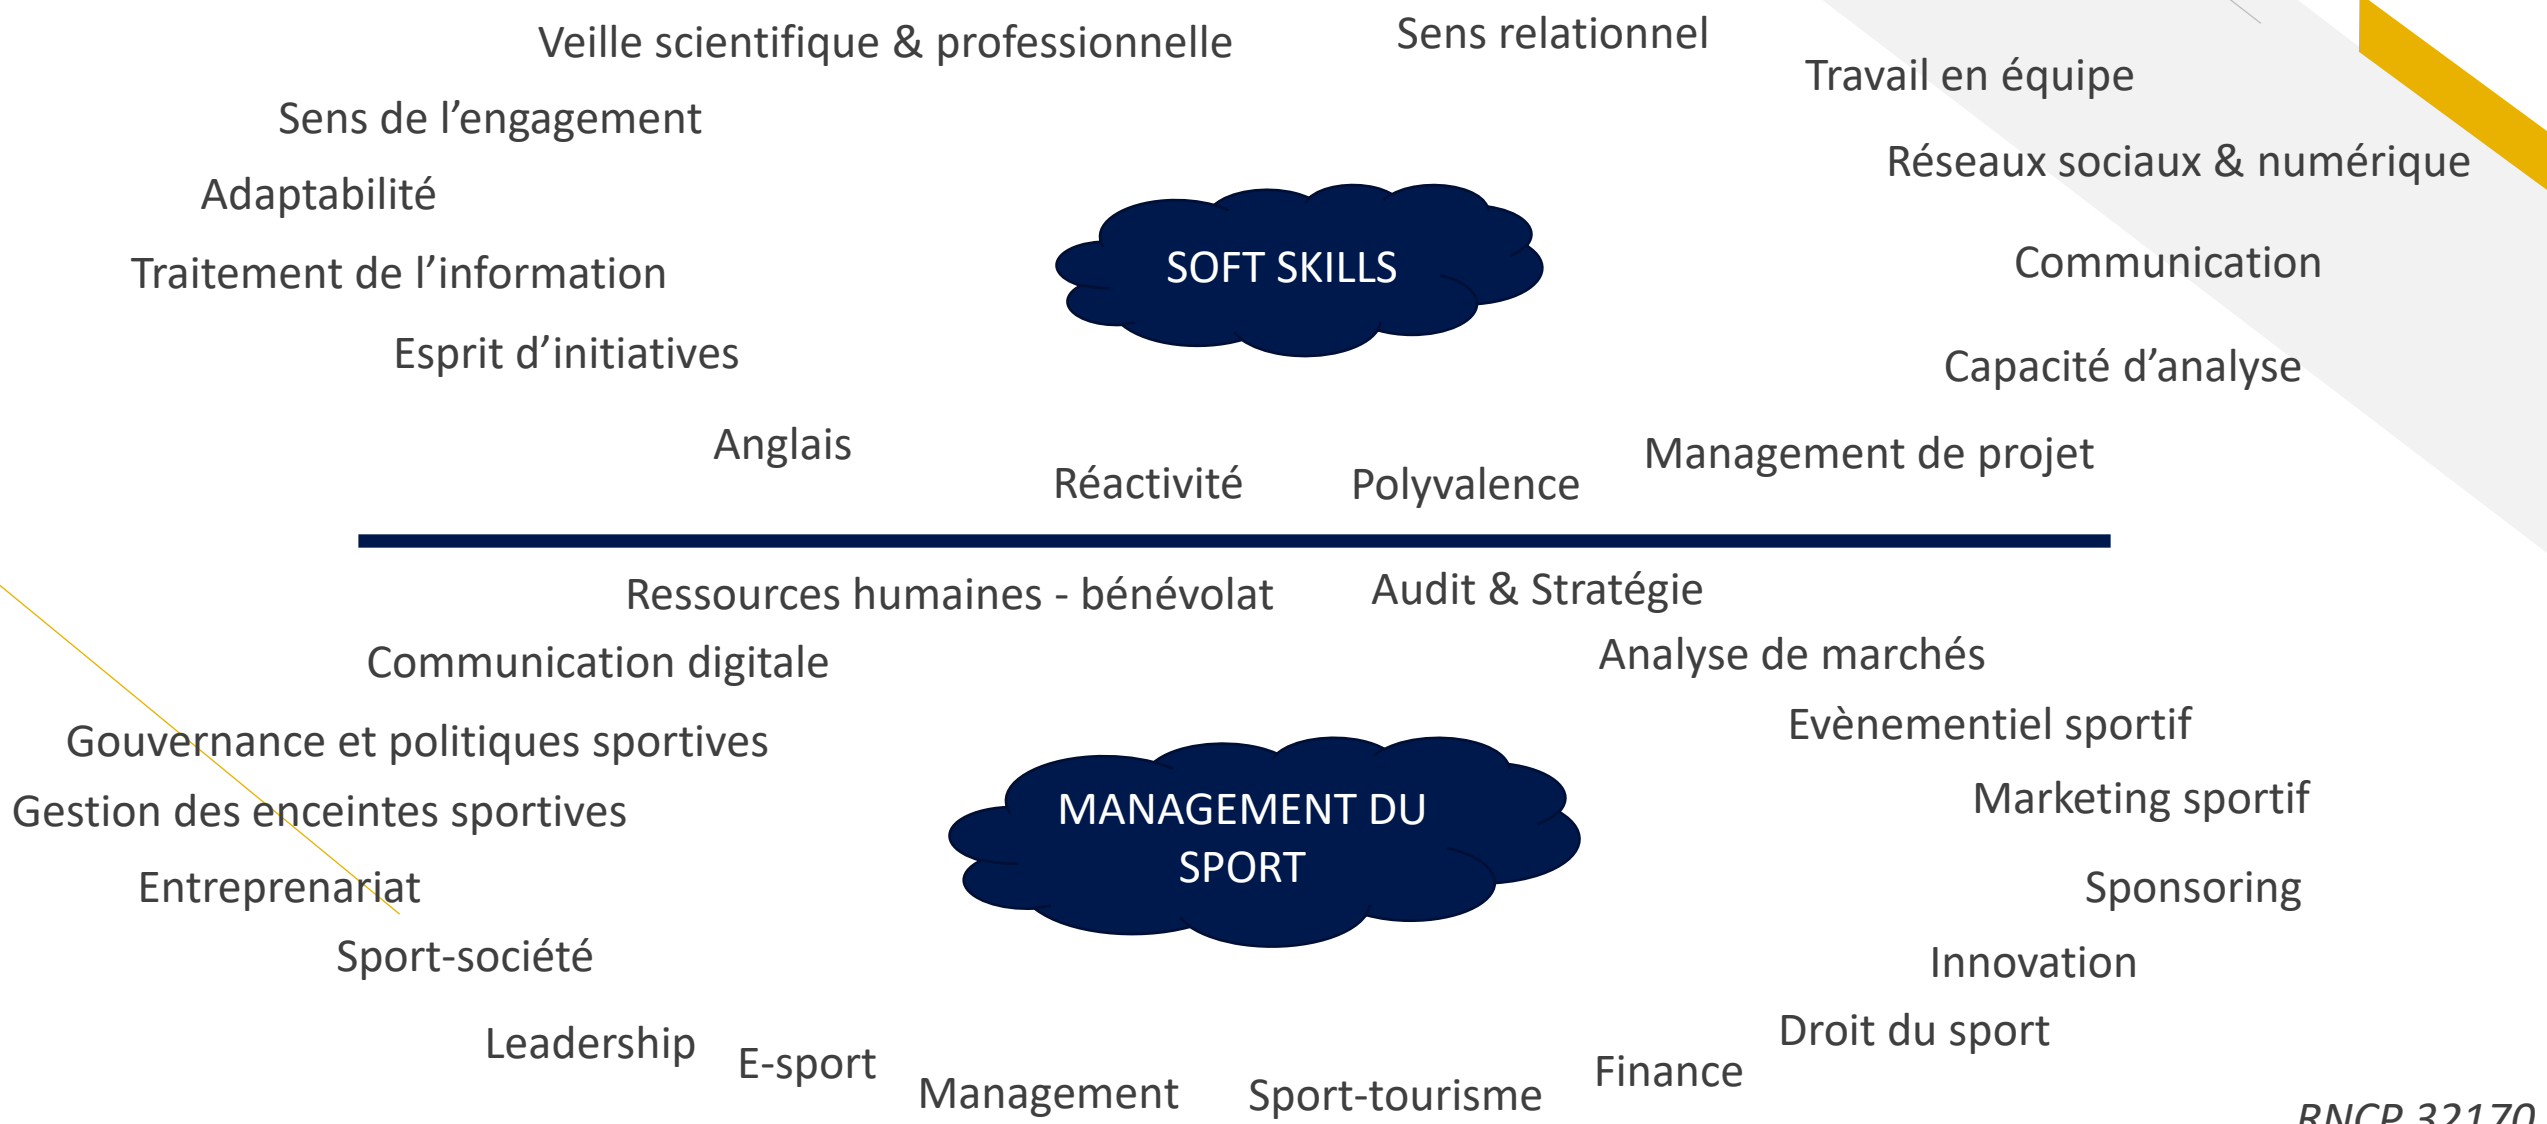 Veille scientifique & professionnelle
Sens relationnel
Travail en équipe
Sens de l’engagement
Réseaux sociaux & numérique
Adaptabilité
SOFT SKILLS
Communication
Traitement de l’information
Esprit d’initiatives
Capacité d’analyse
Anglais
Management de projet
Réactivité
Polyvalence
Ressources humaines - bénévolat
Audit & Stratégie
Communication digitale
Analyse de marchés
Gouvernance et politiques sportives
Evènementiel sportif
Gestion des enceintes sportives
MANAGEMENT DU
SPORT
Marketing sportif
Entreprenariat
Sponsoring
Sport-société
Innovation
Leadership
Droit du sport
E-sport
Finance
Management
Sport-tourisme
RNCP 32170